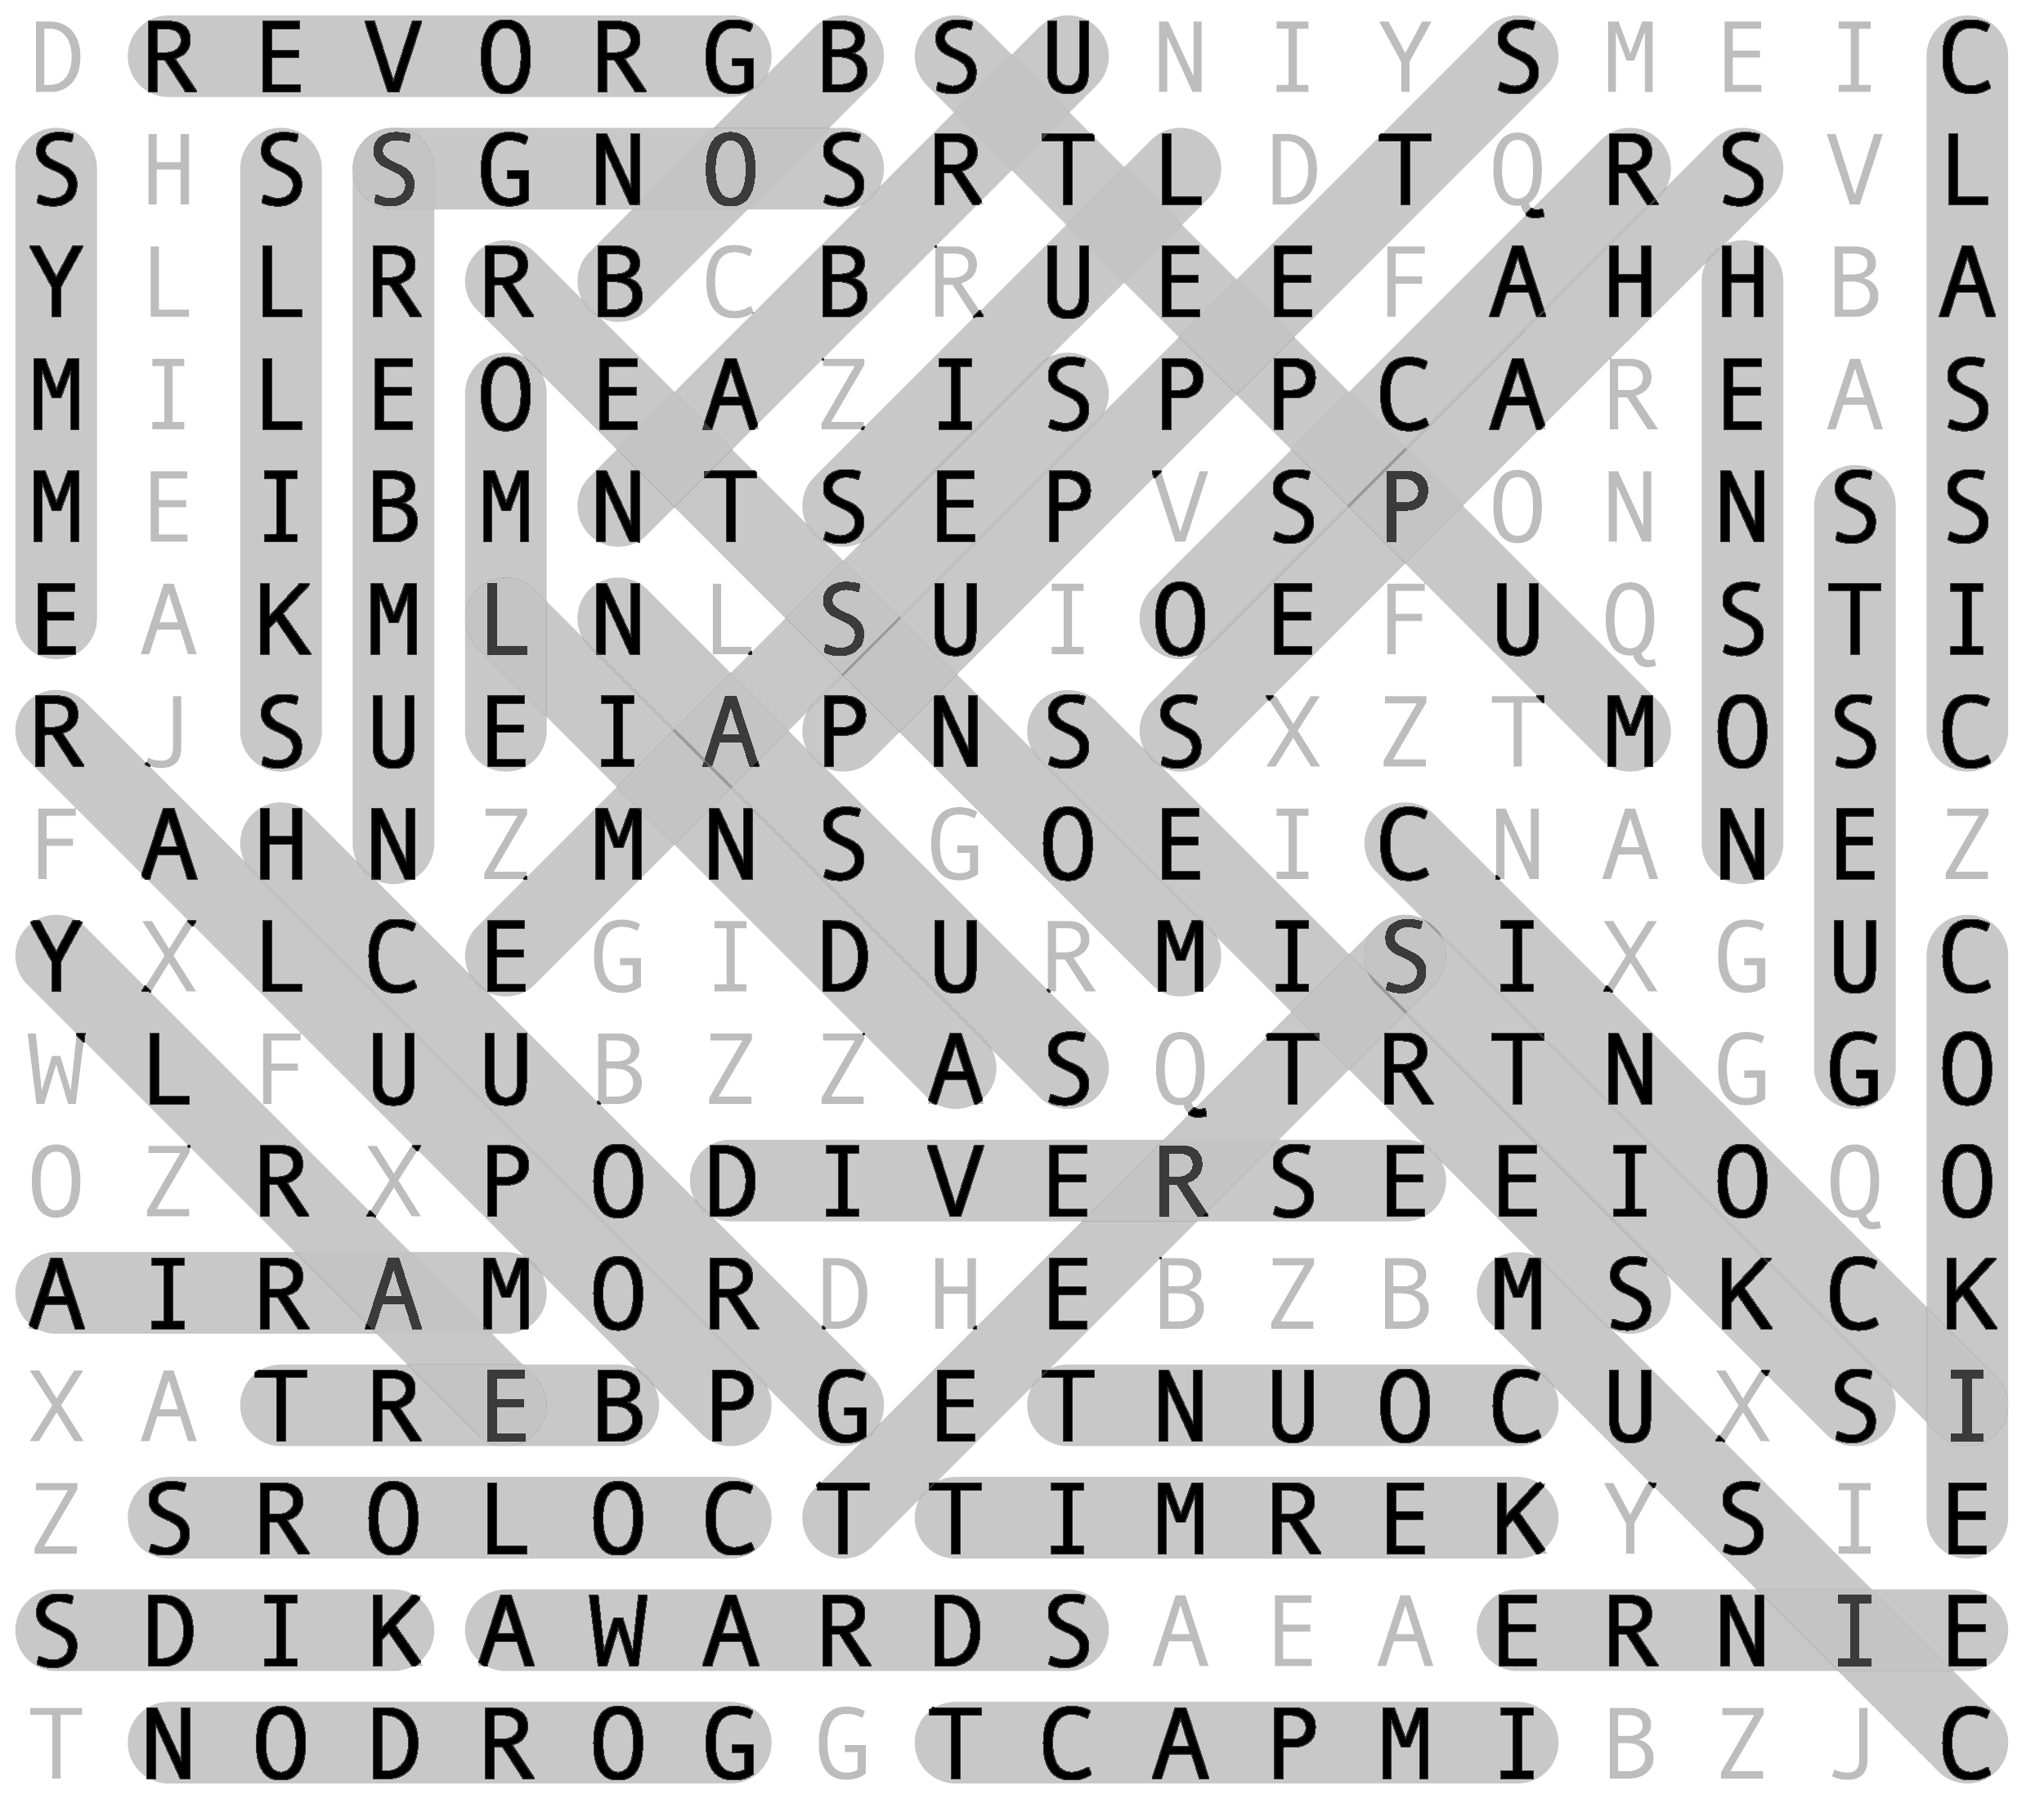 D R E V O R G B S U N I Y S M E I C
S H S S G N O S R T L D T Q R S V L
Y L L R R B C B R U E E F A H H B A
M I L E O E A Z I S P P C A R E A S
M E I B M N T S E P V S P O N N S S
E A K M L N L S U I O E F U Q S T I
R J S U E I A P N S S X Z T M O S C
F A H N Z M N S G O E I C N A N E Z
Y X L C E G I D U R M I S I X G U C
W L F U U B Z Z A S Q T R T N G G O
O Z R X P O D I V E R S E E I O Q O
A I R A M O R D H E B Z B M S K C K
X A T R E B P G E T N U O C U X S I
Z S R O L O C T T I M R E K Y S I E
S D I K A W A R D S A E A E R N I E
T N O D R O G G T C A P M I B Z J C